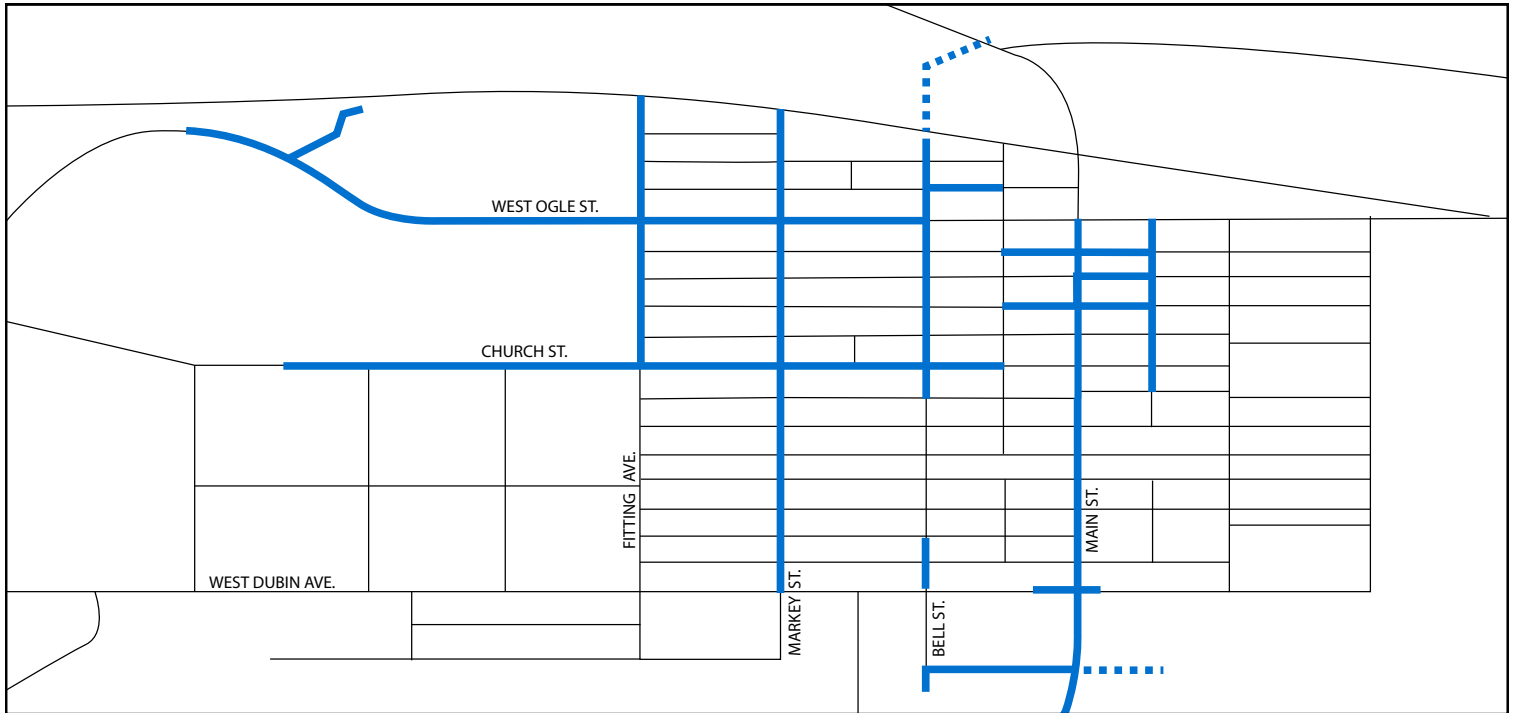 WEST OGLE ST.
CHURCH ST.
FITTING AVE.
MAIN ST.
WEST DUBIN AVE.
MARKEY ST.
BELL ST.